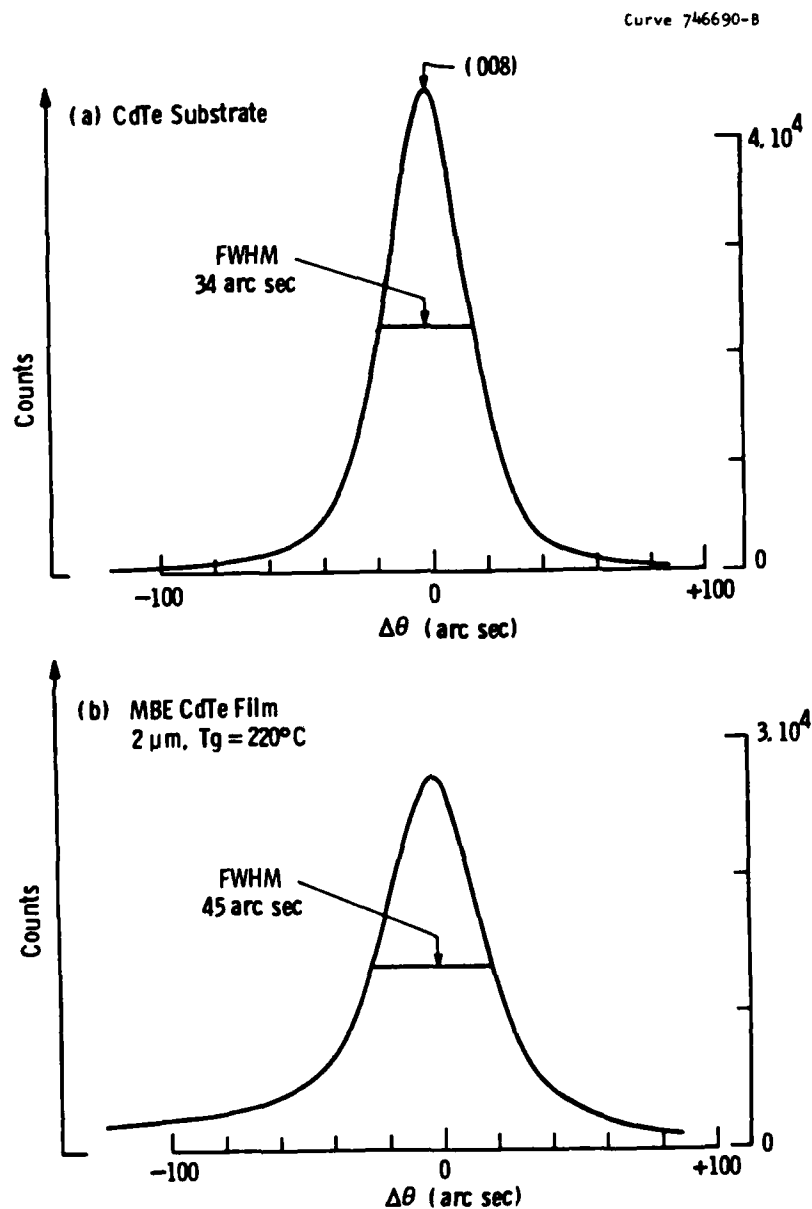 Curve 746690-B
(008)
(a) CdTe Substrate
4.10⁴
FWHM
34 arc sec
Counts
0
−100
0
+100
Δθ (arc sec)
(b) MBE CdTe Film
2 μm, Tg = 220°C
3.10⁴
FWHM
45 arc sec
Counts
0
−100
0
+100
Δθ (arc sec)